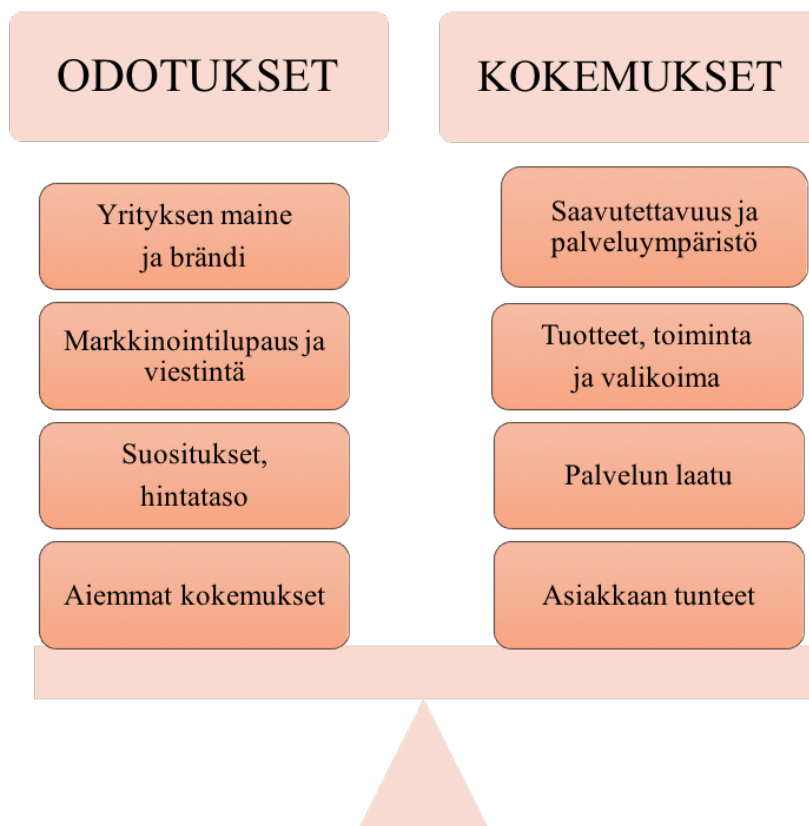 ODOTUKSET
KOKEMUKSET
Yrityksen maine
ja brändi
Markkinointilupaus ja
viestintä
Suositukset,
hintataso
Aiemmat kokemukset
Saavutettavuus ja
palveluympäristö
Tuotteet, toiminta
ja valikoima
Palvelun laatu
Asiakkaan tunteet